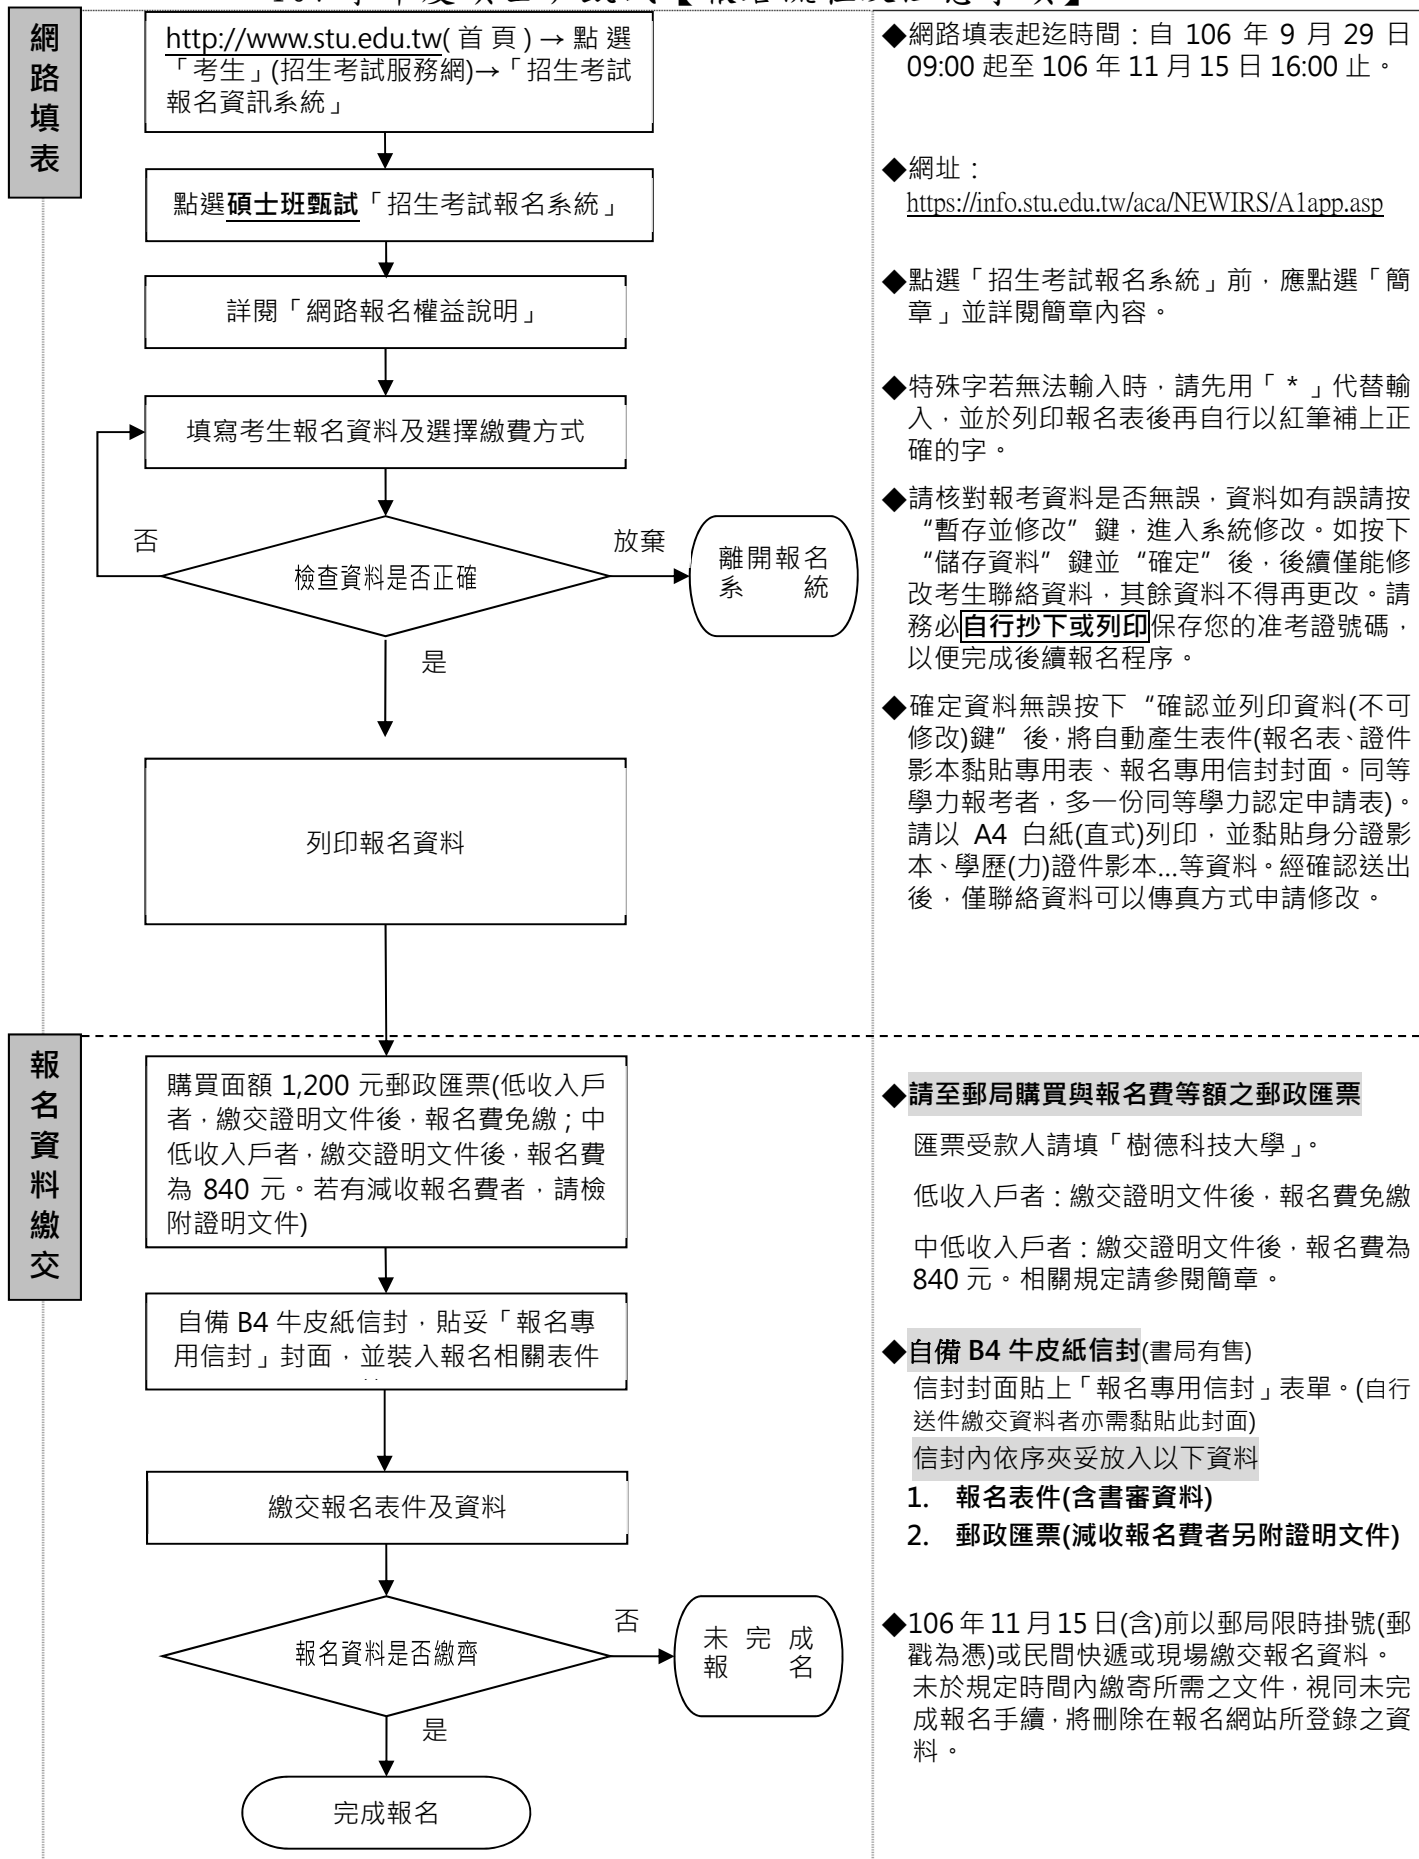 網路填表
http://www.stu.edu.tw(首頁)→點選
「考生」(招生考試服務網)→「招生考試
報名資訊系統」
點選碩士班甄試「招生考試報名系統」
詳閱「網路報名權益說明」
填寫考生報名資料及選擇繳費方式
否
檢查資料是否正確
放棄
離開報名
系統
是
列印報名資料
◆網路填表起迄時間：自 106 年 9 月 29 日
09:00 起至 106 年 11 月 15 日 16:00 止。
◆網址：
https://info.stu.edu.tw/aca/NEWIRS/A1app.asp
◆點選「招生考試報名系統」前，應點選「簡
章」並詳閱簡章內容。
◆特殊字若無法輸入時，請先用「 * 」代替輸
入，並於列印報名表後再自行以紅筆補上正
確的字。
◆請核對報考資料是否無誤，資料如有誤請按
“暫存並修改”鍵，進入系統修改。如按下
“儲存資料”鍵並“確定”後，後續僅能修
改考生聯絡資料，其餘資料不得再更改。請
務必自行抄下或列印保存您的准考證號碼，
以便完成後續報名程序。
◆確定資料無誤按下“確認並列印資料(不可
修改)鍵”後，將自動產生表件(報名表、證件
影本黏貼專用表、報名專用信封封面。同等
學力報考者，多一份同等學力認定申請表)。
請以 A4 白紙(直式)列印，並黏貼身分證影
本、學歷(力)證件影本…等資料。經確認送出
後，僅聯絡資料可以傳真方式申請修改。
報名資料繳交
購買面額 1,200 元郵政匯票(低收入戶
者，繳交證明文件後，報名費免繳；中
低收入戶者，繳交證明文件後，報名費
為 840 元。若有減收報名費者，請檢
附證明文件)
自備 B4 牛皮紙信封，貼妥「報名專
用信封」封面，並裝入報名相關表件
繳交報名表件及資料
報名資料是否繳齊
否
未完成
報名
是
完成報名
◆請至郵局購買與報名費等額之郵政匯票
匯票受款人請填「樹德科技大學」。
低收入戶者：繳交證明文件後，報名費免繳
中低收入戶者：繳交證明文件後，報名費為
840 元。相關規定請參閱簡章。
◆自備 B4 牛皮紙信封(書局有售)
信封封面貼上「報名專用信封」表單。(自行
送件繳交資料者亦需黏貼此封面)
信封內依序夾妥放入以下資料
1. 報名表件(含書審資料)
2. 郵政匯票(減收報名費者另附證明文件)
◆106 年 11 月 15 日(含)前以郵局限時掛號(郵
戳為憑)或民間快遞或現場繳交報名資料。
未於規定時間內繳寄所需之文件，視同未完
成報名手續，將刪除在報名網站所登錄之資
料。